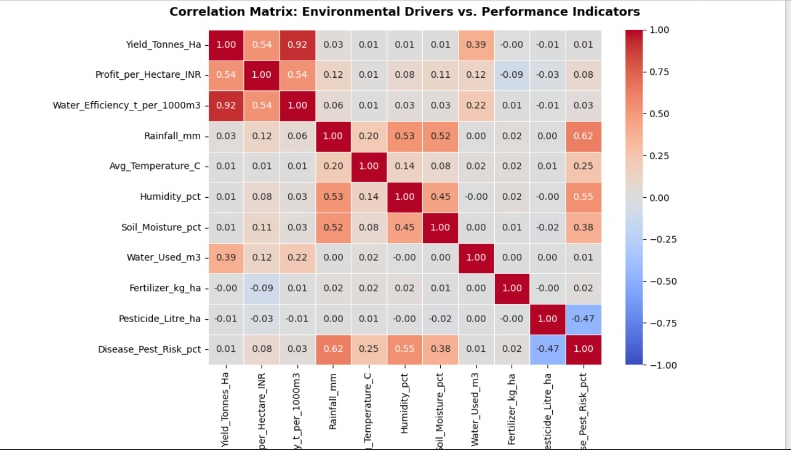 Correlation Matrix: Environmental Drivers vs. Performance Indicators
Yield_Tonnes_Ha 1.00 0.54 0.92 0.03 0.01 0.01 0.01 0.39 -0.00 -0.01 0.01
Profit_per_Hectare_INR 0.54 1.00 0.54 0.12 0.01 0.08 0.11 0.12 -0.09 -0.03 0.08
Water_Efficiency_t_per_1000m3 0.92 0.54 1.00 0.06 0.01 0.03 0.03 0.22 0.01 -0.01 0.03
Rainfall_mm 0.03 0.12 0.06 1.00 0.20 0.53 0.52 0.00 0.02 0.00 0.62
Avg_Temperature_C 0.01 0.01 0.01 0.20 1.00 0.14 0.08 0.02 0.02 0.01 0.25
Humidity_pct 0.01 0.08 0.03 0.53 0.14 1.00 0.45 -0.00 0.02 -0.00 0.55
Soil_Moisture_pct 0.01 0.11 0.03 0.52 0.08 0.45 1.00 0.00 0.01 -0.02 0.38
Water_Used_m3 0.39 0.12 0.22 0.00 0.02 -0.00 0.00 1.00 0.00 0.00 0.01
Fertilizer_kg_ha -0.00 -0.09 0.01 0.02 0.02 0.02 0.01 0.00 1.00 -0.00 0.02
Pesticide_Litre_ha -0.01 -0.03 -0.01 0.00 0.01 -0.00 -0.02 0.00 -0.00 1.00 -0.47
Disease_Pest_Risk_pct 0.01 0.08 0.03 0.62 0.25 0.55 0.38 0.01 0.02 -0.47 1.00
Yield_Tonnes_Ha
per_Hectare_INR
y_t_per_1000m3
Rainfall_mm
_Temperature_C
Humidity_pct
oil_Moisture_pct
Water_Used_m3
Fertilizer_kg_ha
esticide_Litre_ha
se_Pest_Risk_pct
1.00
0.75
0.50
0.25
0.00
−0.25
−0.50
−0.75
−1.00